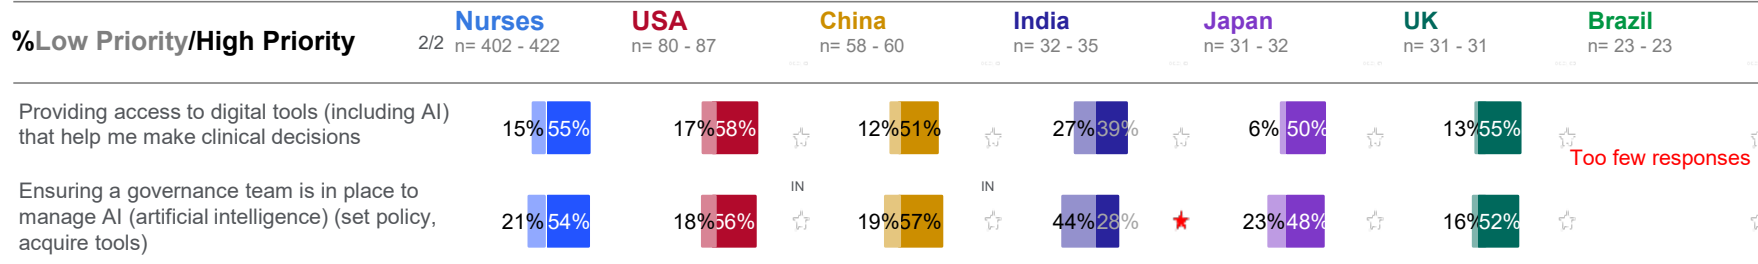 Nurses USA China India Japan UK Brazil
%Low Priority/High Priority 2/2 n= 402 - 422 n= 80 - 87 n= 58 - 60 n= 32 - 35 n= 31 - 32 n= 31 - 31 n= 23 - 23
Providing access to digital tools (including AI)
that help me make clinical decisions
15% 55% 17% 58% 12% 51% 27% 39% 6% 50% 13% 55%
Too few responses
Ensuring a governance team is in place to
manage AI (artificial intelligence) (set policy,
acquire tools)
IN IN
21% 54% 18% 56% 19% 57% 44% 28% 23% 48% 16% 52%